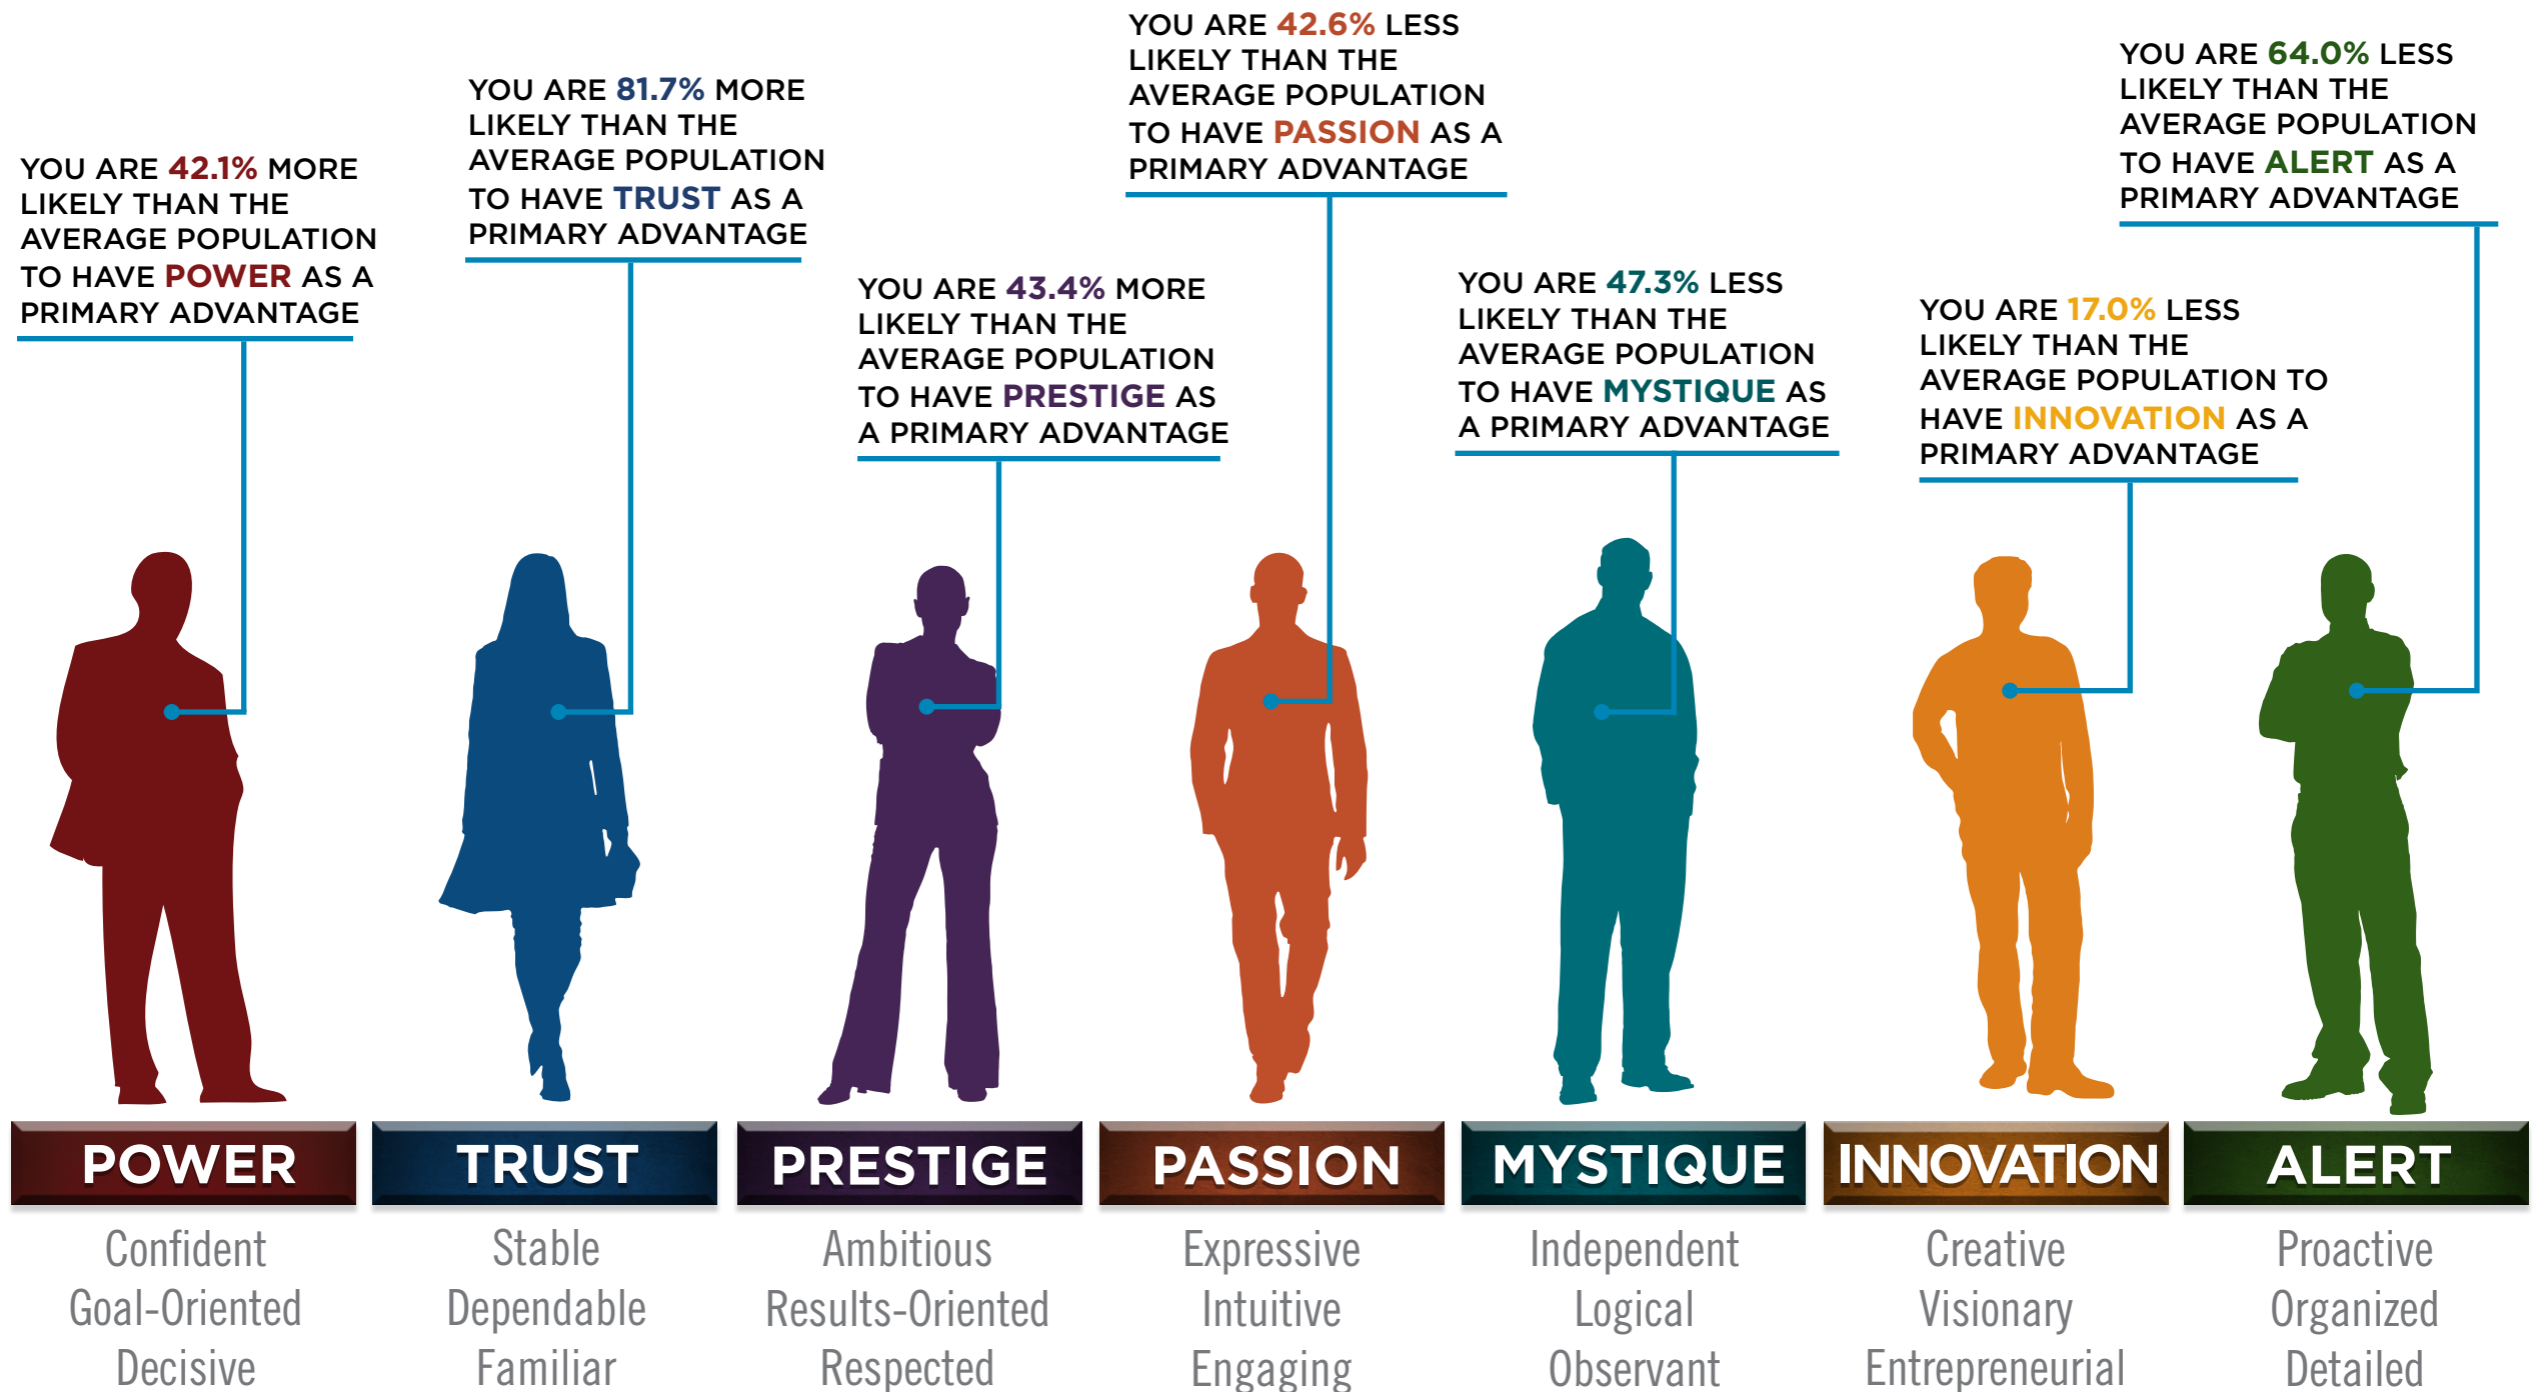 YOU ARE 42.1% MORE
LIKELY THAN THE
AVERAGE POPULATION
TO HAVE POWER AS A
PRIMARY ADVANTAGE
YOU ARE 81.7% MORE
LIKELY THAN THE
AVERAGE POPULATION
TO HAVE TRUST AS A
PRIMARY ADVANTAGE
YOU ARE 43.4% MORE
LIKELY THAN THE
AVERAGE POPULATION
TO HAVE PRESTIGE AS
A PRIMARY ADVANTAGE
YOU ARE 42.6% LESS
LIKELY THAN THE
AVERAGE POPULATION
TO HAVE PASSION AS A
PRIMARY ADVANTAGE
YOU ARE 47.3% LESS
LIKELY THAN THE
AVERAGE POPULATION
TO HAVE MYSTIQUE AS
A PRIMARY ADVANTAGE
YOU ARE 17.0% LESS
LIKELY THAN THE
AVERAGE POPULATION TO
HAVE INNOVATION AS A
PRIMARY ADVANTAGE
YOU ARE 64.0% LESS
LIKELY THAN THE
AVERAGE POPULATION
TO HAVE ALERT AS A
PRIMARY ADVANTAGE
POWER
Confident
Goal-Oriented
Decisive
TRUST
Stable
Dependable
Familiar
PRESTIGE
Ambitious
Results-Oriented
Respected
PASSION
Expressive
Intuitive
Engaging
MYSTIQUE
Independent
Logical
Observant
INNOVATION
Creative
Visionary
Entrepreneurial
ALERT
Proactive
Organized
Detailed